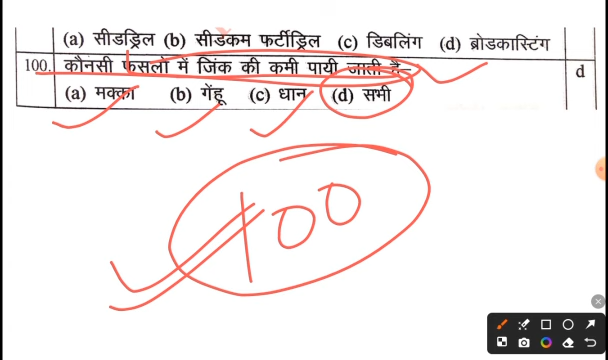 (a) सीडड्रिल (b) सीडकम फर्टीड्रिल (c) डिबलिंग (d) ब्रोडकास्टिंग
100. कौनसी फसलों में जिंक की कमी पायी जाती है- d
(a) मक्का (b) गेंहू (c) धान (d) सभी
100